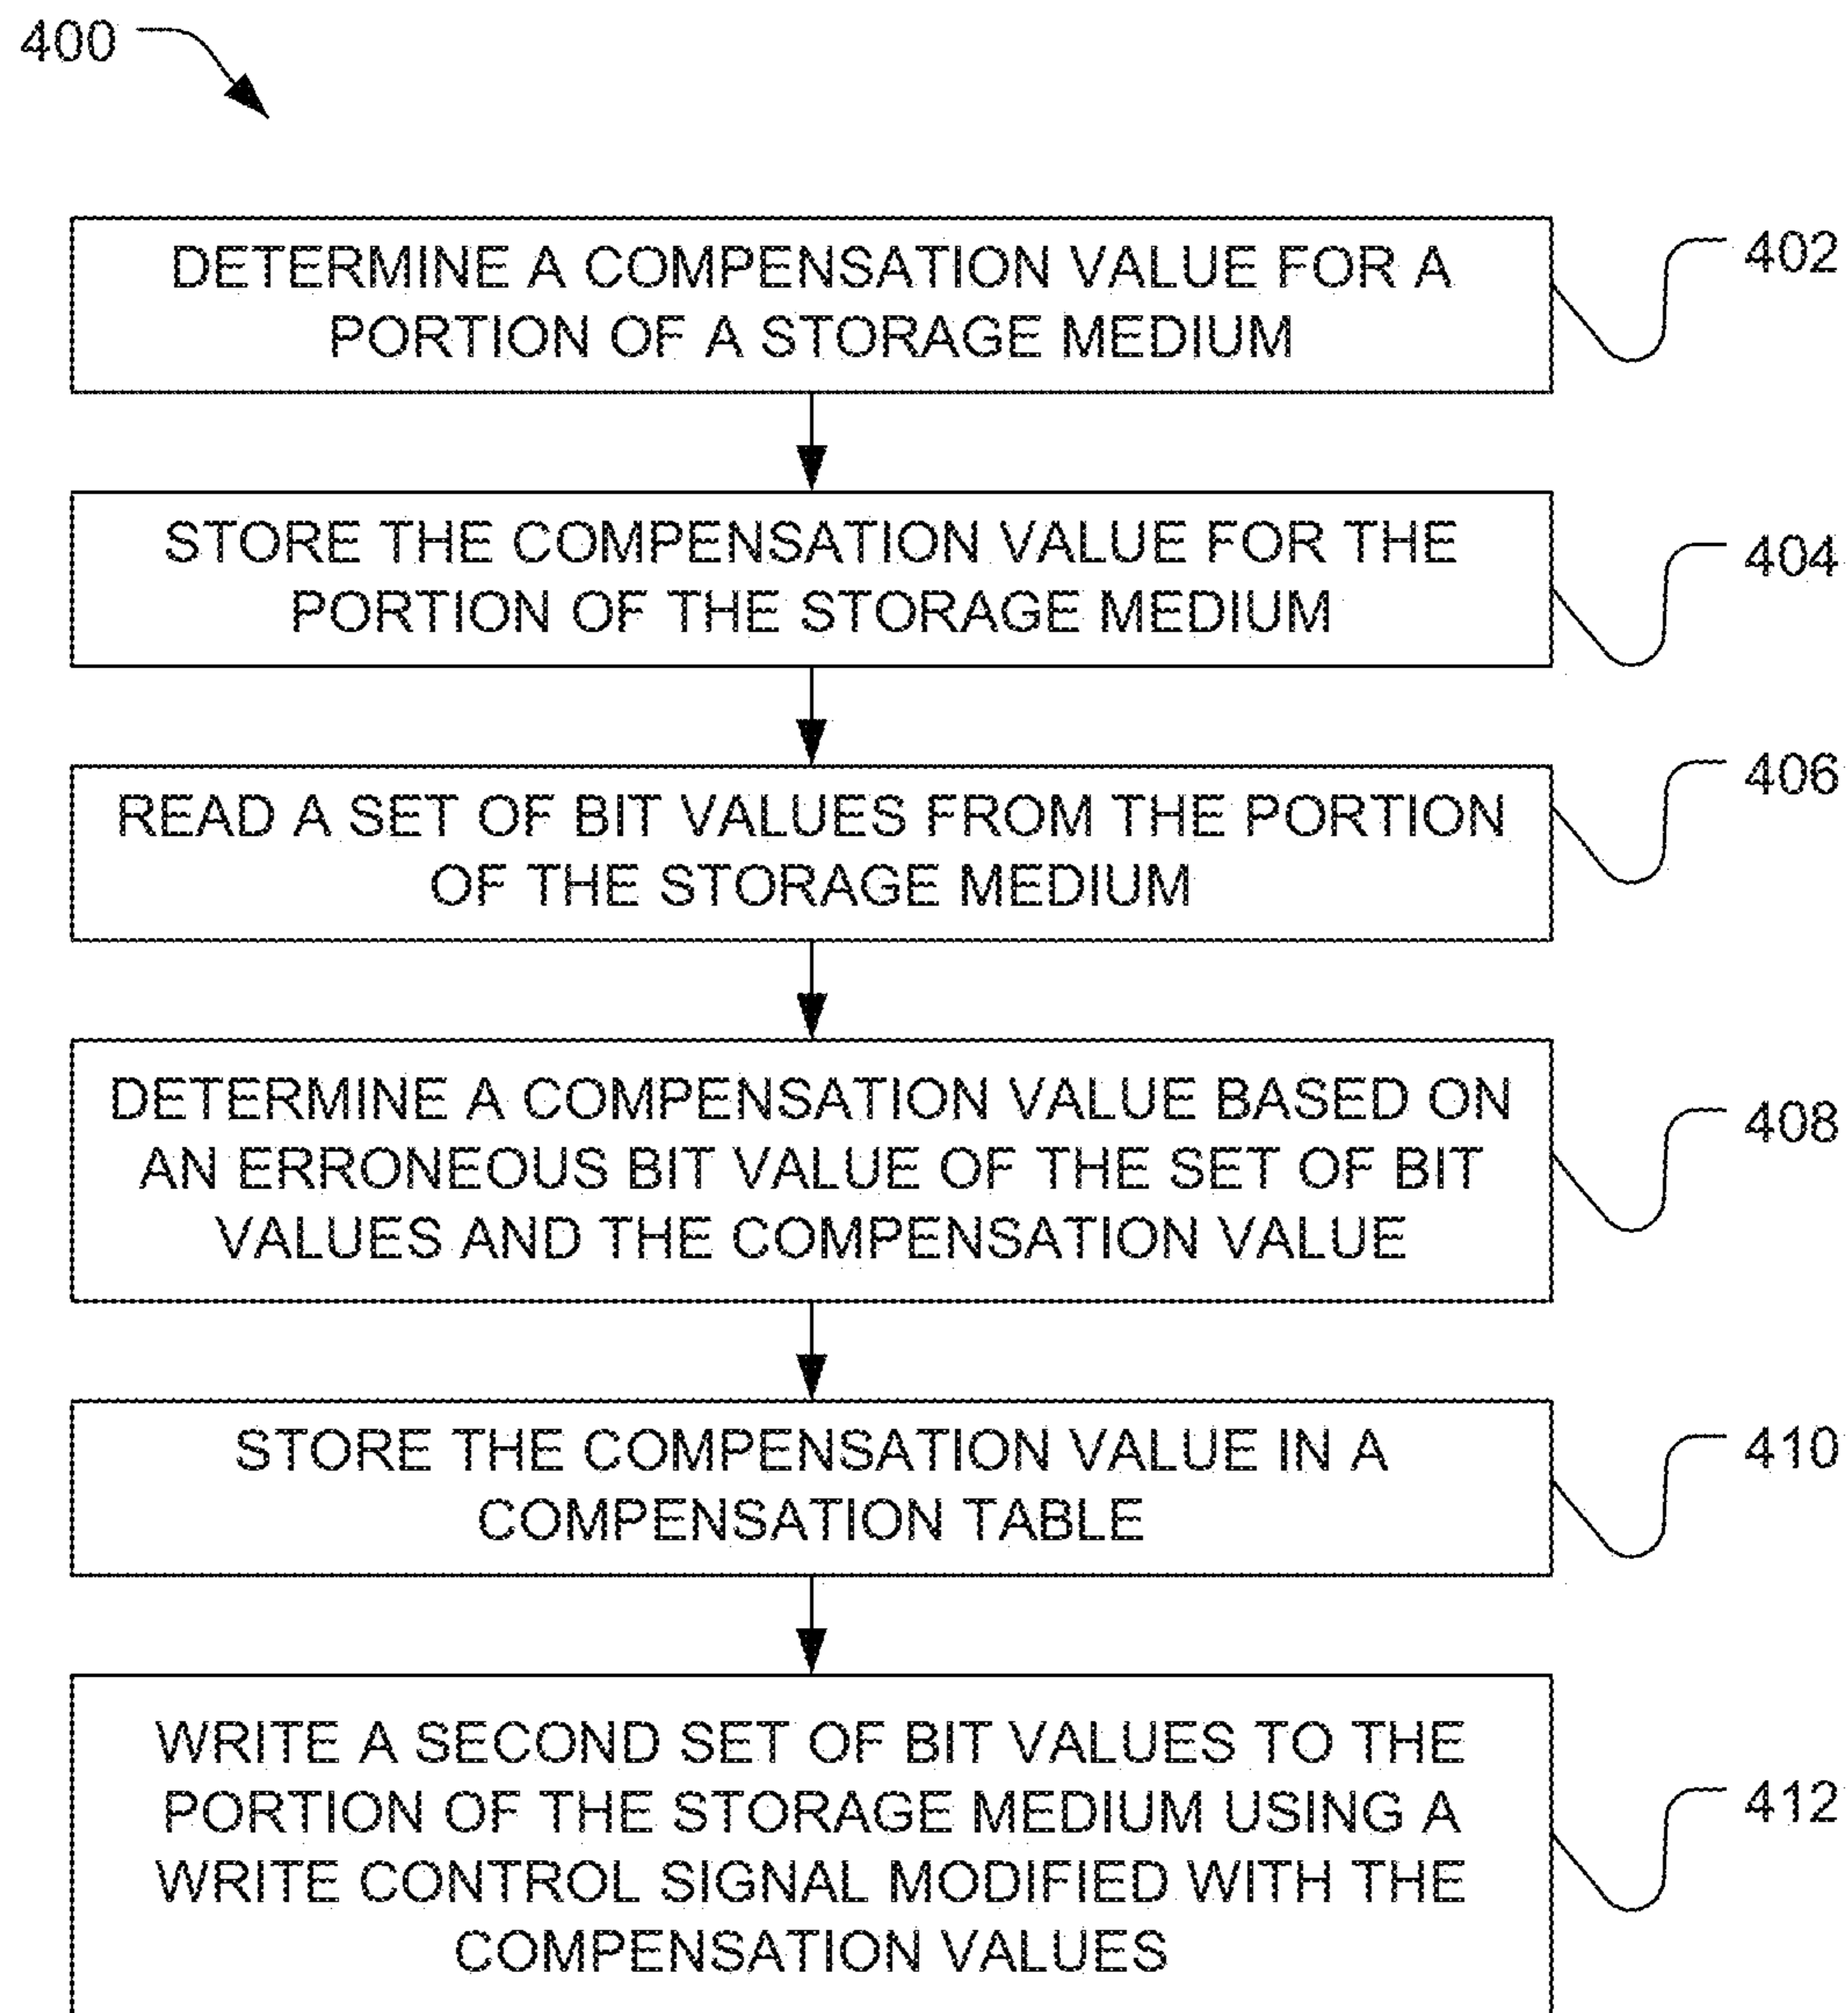 400
DETERMINE A COMPENSATION VALUE FOR A
PORTION OF A STORAGE MEDIUM
402
STORE THE COMPENSATION VALUE FOR THE
PORTION OF THE STORAGE MEDIUM
404
READ A SET OF BIT VALUES FROM THE PORTION
OF THE STORAGE MEDIUM
406
DETERMINE A COMPENSATION VALUE BASED ON
AN ERRONEOUS BIT VALUE OF THE SET OF BIT
VALUES AND THE COMPENSATION VALUE
408
STORE THE COMPENSATION VALUE IN A
COMPENSATION TABLE
410
WRITE A SECOND SET OF BIT VALUES TO THE
PORTION OF THE STORAGE MEDIUM USING A
WRITE CONTROL SIGNAL MODIFIED WITH THE
COMPENSATION VALUES
412